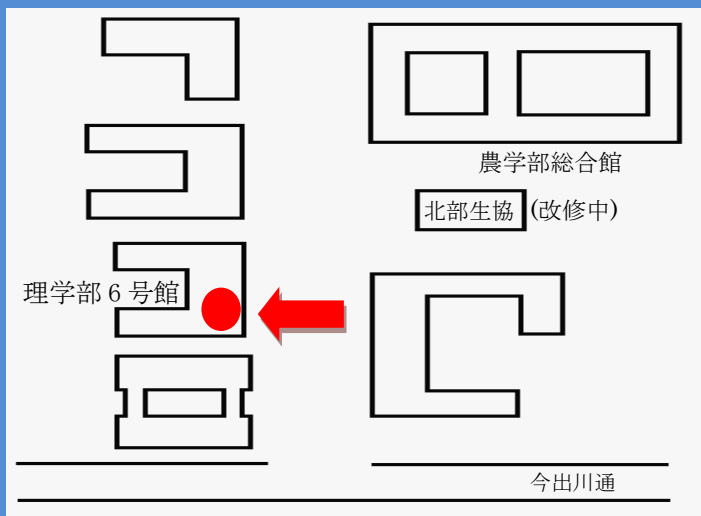 農学部総合館
北部生協 (改修中)
理学部６号館
今出川通